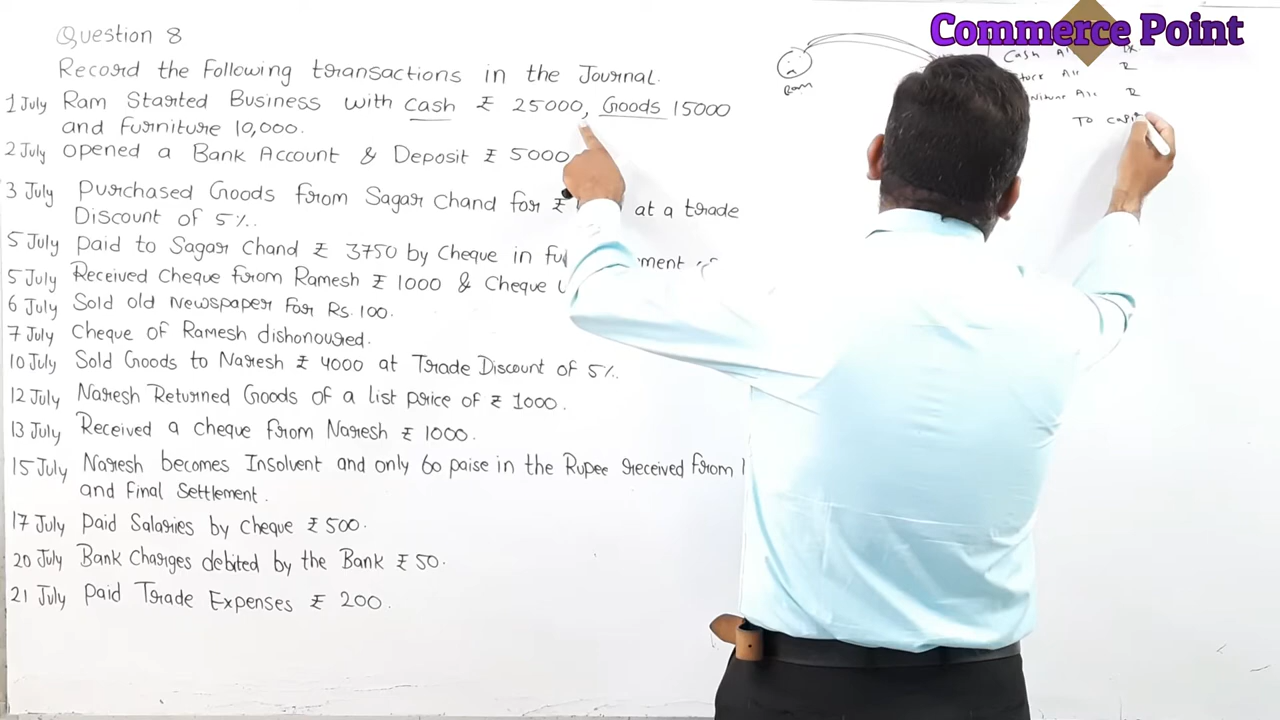 Commerce Point
Question 8
Record the Following transactions in the Journal.
1 July Ram Started Business with cash ₹ 25000, Goods 15000
and furniture 10,000.
2 July opened a Bank Account & Deposit ₹ 5000
3 July Purchased Goods from Sagar Chand for ₹ at a trade
Discount of 5%.
5 July Paid to Sagar Chand ₹ 3750 by Cheque in
5 July Received Cheque from Ramesh ₹ 1000 & Cheque
6 July Sold old Newspaper for Rs. 100.
7 July Cheque of Ramesh dishonoured.
10 July Sold Goods to Naresh ₹ 4000 at Trade Discount of 5%.
12 July Naresh Returned Goods of a list price of ₹ 1000.
13 July Received a cheque from Naresh ₹ 1000.
15 July Naresh becomes Insolvent and only 60 paise in the Rupee received from
and Final Settlement.
17 July Paid Salaries by cheque ₹ 500.
20 July Bank Charges debited by the Bank ₹ 50.
21 July Paid Trade Expenses ₹ 200.
Ram
Cash A/c
A/c
A/c
To